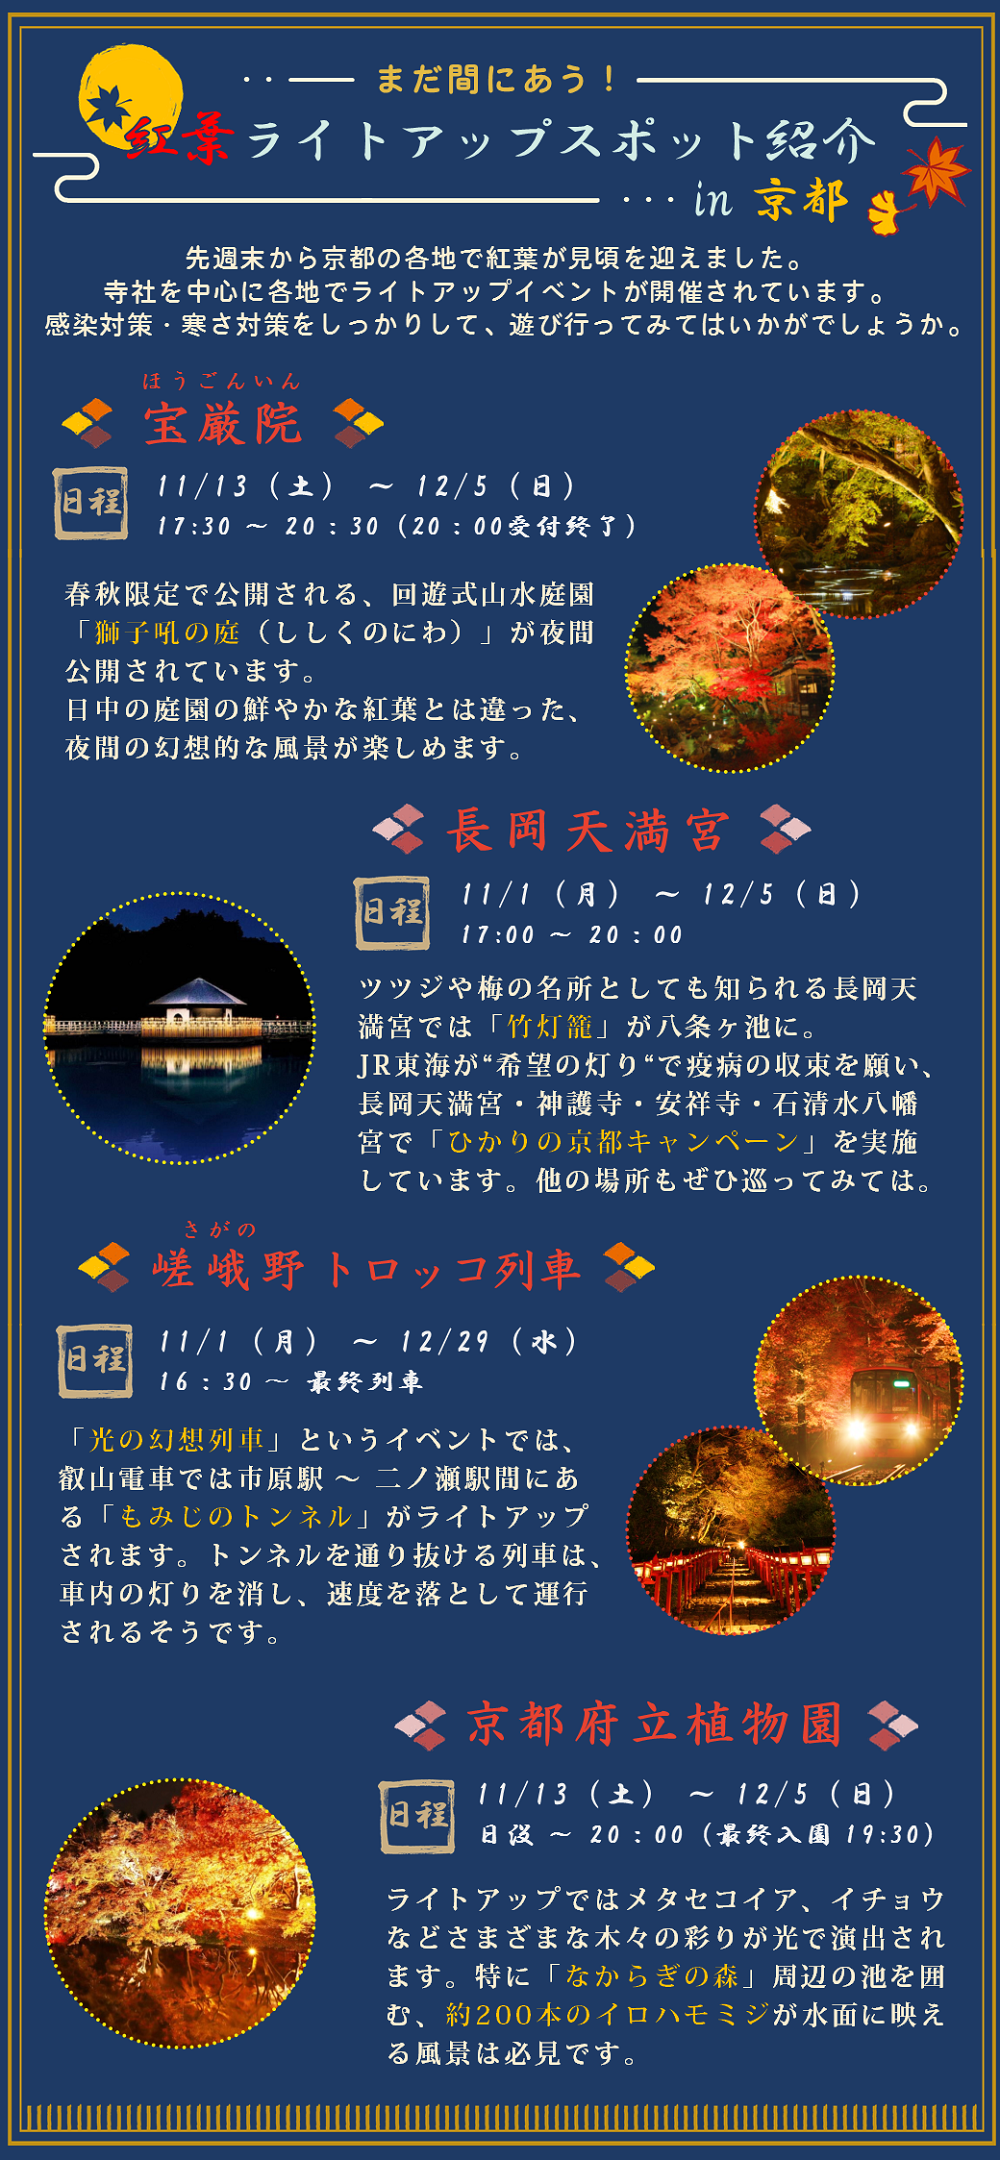 まだ間にあう！
紅葉ライトアップスポット紹介
in 京都
先週末から京都の各地で紅葉が見頃を迎えました。
寺社を中心に各地でライトアップイベントが開催されています。
感染対策・寒さ対策をしっかりして、遊び行ってみてはいかがでしょうか。
ほうごんいん
宝厳院
日程
11/13（土） ～ 12/5（日）
17:30 ～ 20：30（20：00受付終了）
春秋限定で公開される、回遊式山水庭園
「獅子吼の庭（ししくのにわ）」が夜間
公開されています。
日中の庭園の鮮やかな紅葉とは違った、
夜間の幻想的な風景が楽しめます。
長岡天満宮
日程
11/1（月） ～ 12/5（日）
17:00 ～ 20：00
ツツジや梅の名所としても知られる長岡天
満宮では「竹灯籠」が八条ヶ池に。
JR東海が“希望の灯り“で疫病の収束を願い、
長岡天満宮・神護寺・安祥寺・石清水八幡
宮で「ひかりの京都キャンペーン」を実施
しています。他の場所もぜひ巡ってみては。
さがの
嵯峨野トロッコ列車
日程
11/1（月） ～ 12/29（水）
16：30 ～ 最終列車
「光の幻想列車」というイベントでは、
叡山電車では市原駅 ～ 二ノ瀬駅間にあ
る「もみじのトンネル」がライトアップ
されます。トンネルを通り抜ける列車は、
車内の灯りを消し、速度を落として運行
されるそうです。
京都府立植物園
日程
11/13（土） ～ 12/5（日）
日没 ～ 20：00（最終入園 19:30）
ライトアップではメタセコイア、イチョウ
などさまざまな木々の彩りが光で演出され
ます。特に「なからぎの森」周辺の池を囲
む、約200本のイロハモミジが水面に映え
る風景は必見です。